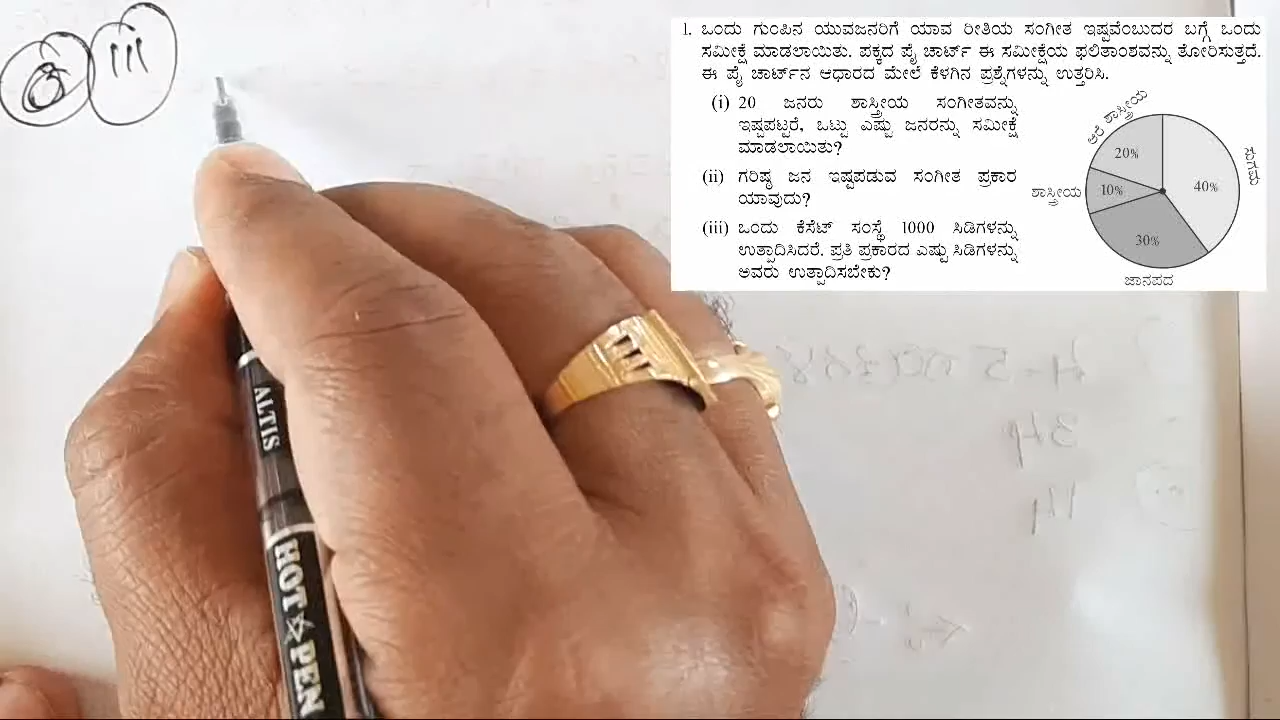 iii
1. ಒಂದು ಗುಂಪಿನ ಯುವಜನರಿಗೆ ಯಾವ ರೀತಿಯ ಸಂಗೀತ ಇಷ್ಟವೆಂಬುದರ ಬಗ್ಗೆ ಒಂದು
ಸಮೀಕ್ಷೆ ಮಾಡಲಾಯಿತು. ಪಕ್ಕದ ಪೈ ಚಾರ್ಟ್ ಈ ಸಮೀಕ್ಷೆಯ ಫಲಿತಾಂಶವನ್ನು ತೋರಿಸುತ್ತದೆ.
ಈ ಪೈ ಚಾರ್ಟ್‌ನ ಆಧಾರದ ಮೇಲೆ ಕೆಳಗಿನ ಪ್ರಶ್ನೆಗಳನ್ನು ಉತ್ತರಿಸಿ.
(i) 20 ಜನರು ಶಾಸ್ತ್ರೀಯ ಸಂಗೀತವನ್ನು
ಇಷ್ಟಪಟ್ಟರೆ, ಒಟ್ಟು ಎಷ್ಟು ಜನರನ್ನು ಸಮೀಕ್ಷೆ
ಮಾಡಲಾಯಿತು?
(ii) ಗರಿಷ್ಠ ಜನ ಇಷ್ಟಪಡುವ ಸಂಗೀತ ಪ್ರಕಾರ
ಯಾವುದು?
(iii) ಒಂದು ಕೆಸೆಟ್ ಸಂಸ್ಥೆ 1000 ಸಿಡಿಗಳನ್ನು
ಉತ್ಪಾದಿಸಿದರೆ. ಪ್ರತಿ ಪ್ರಕಾರದ ಎಷ್ಟು ಸಿಡಿಗಳನ್ನು
ಅವರು ಉತ್ಪಾದಿಸಬೇಕು?
ಅರೆ ಶಾಸ್ತ್ರೀಯ
20%
ಸುಗಮ
40%
ಶಾಸ್ತ್ರೀಯ
10%
30%
ಜಾನಪದ
ALTIS
HOT PEN